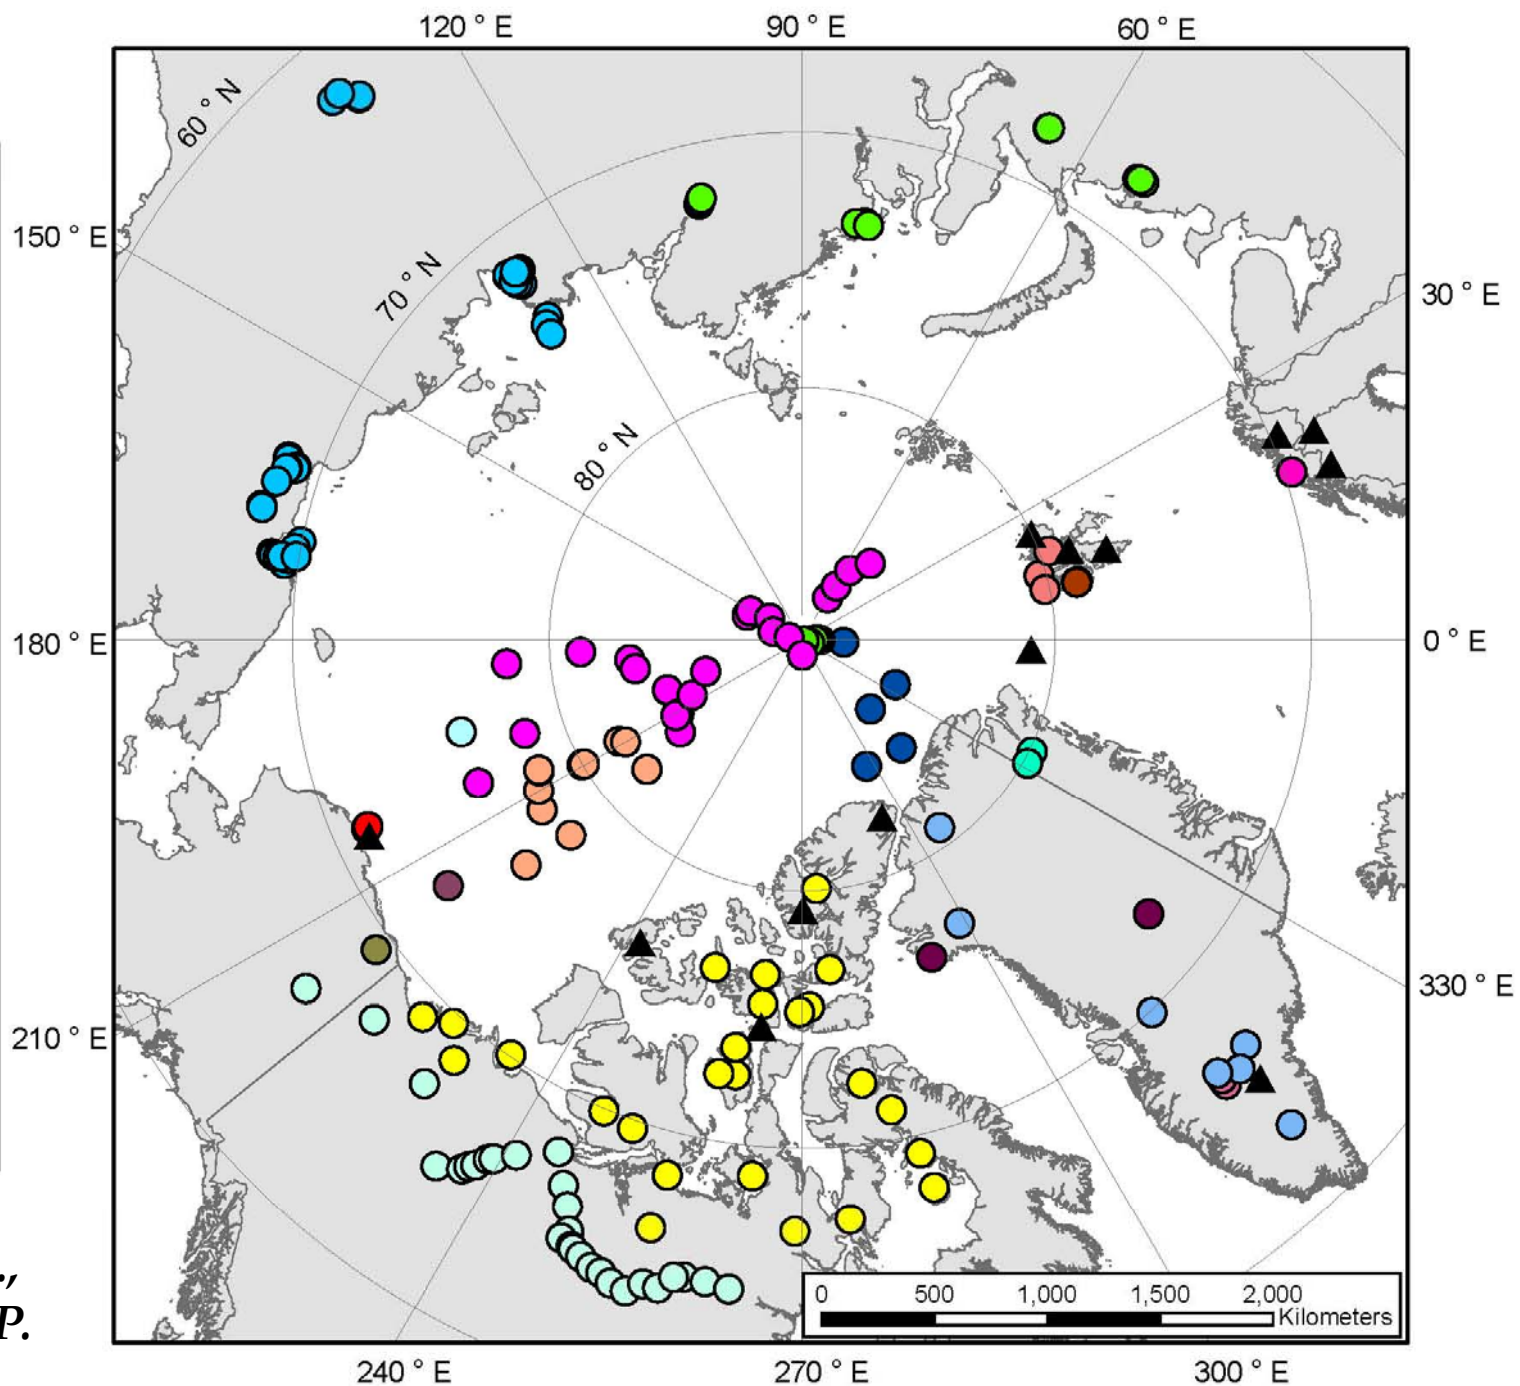 120 ° E 90 ° E 60 ° E
60 ° N
150 ° E
70 ° N
30 ° E
80 ° N
180 ° E 0 ° E
330 ° E
210 ° E
P.
0 500 1,000 1,500 2,000
Kilometers
240 ° E 270 ° E 300 ° E